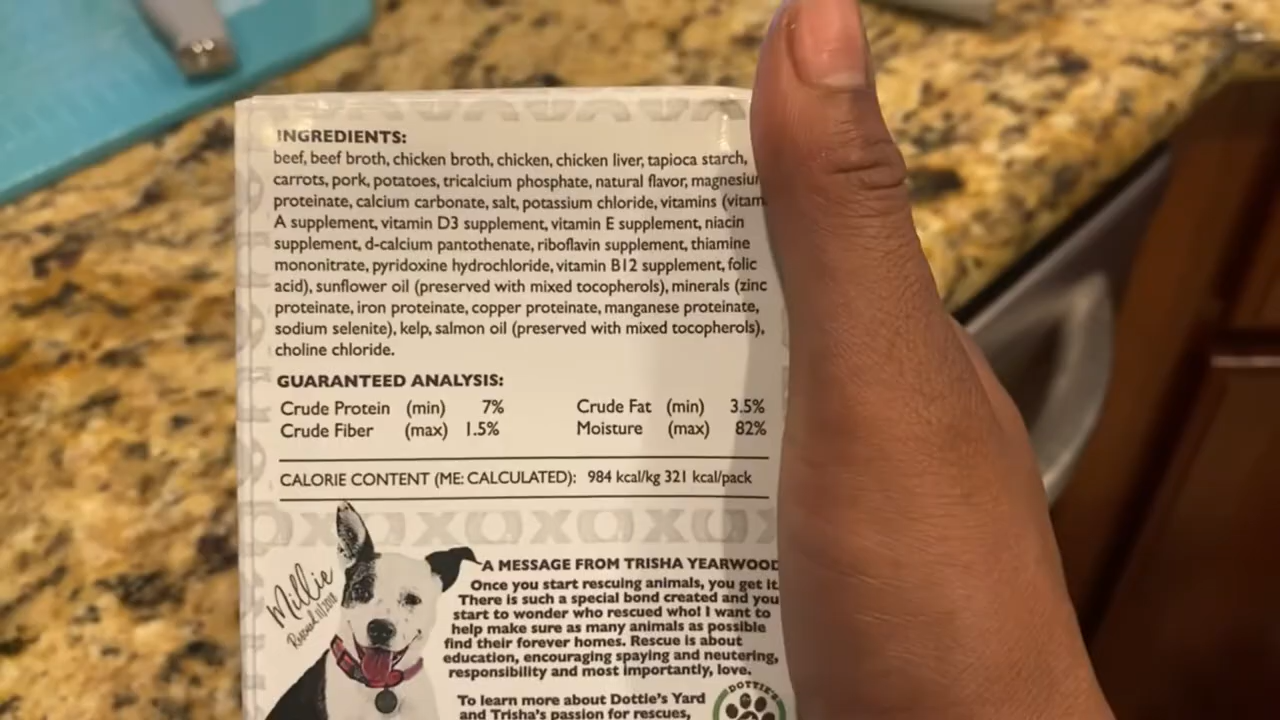 INGREDIENTS:
beef, beef broth, chicken broth, chicken, chicken liver, tapioca starch,
carrots, pork, potatoes, tricalcium phosphate, natural flavor, magnesium
proteinate, calcium carbonate, salt, potassium chloride, vitamins (vitam
A supplement, vitamin D3 supplement, vitamin E supplement, niacin
supplement, d-calcium pantothenate, riboflavin supplement, thiamine
mononitrate, pyridoxine hydrochloride, vitamin B12 supplement, folic
acid), sunflower oil (preserved with mixed tocopherols), minerals (zinc
proteinate, iron proteinate, copper proteinate, manganese proteinate,
sodium selenite), kelp, salmon oil (preserved with mixed tocopherols),
choline chloride.
GUARANTEED ANALYSIS:
Crude Protein (min) 7% Crude Fat (min) 3.5%
Crude Fiber (max) 1.5% Moisture (max) 82%
CALORIE CONTENT (ME: CALCULATED): 984 kcal/kg 321 kcal/pack
Millie
Rescued
A MESSAGE FROM TRISHA YEARWOOD
Once you start rescuing animals, you get it.
There is such a special bond created and you
start to wonder who rescued who! I want to
help make sure as many animals as possible
find their forever homes. Rescue is about
education, encouraging spaying and neutering,
responsibility and most importantly, love.
To learn more about Dottie's Yard
and Trisha's passion for rescues,
DOTTIE'S